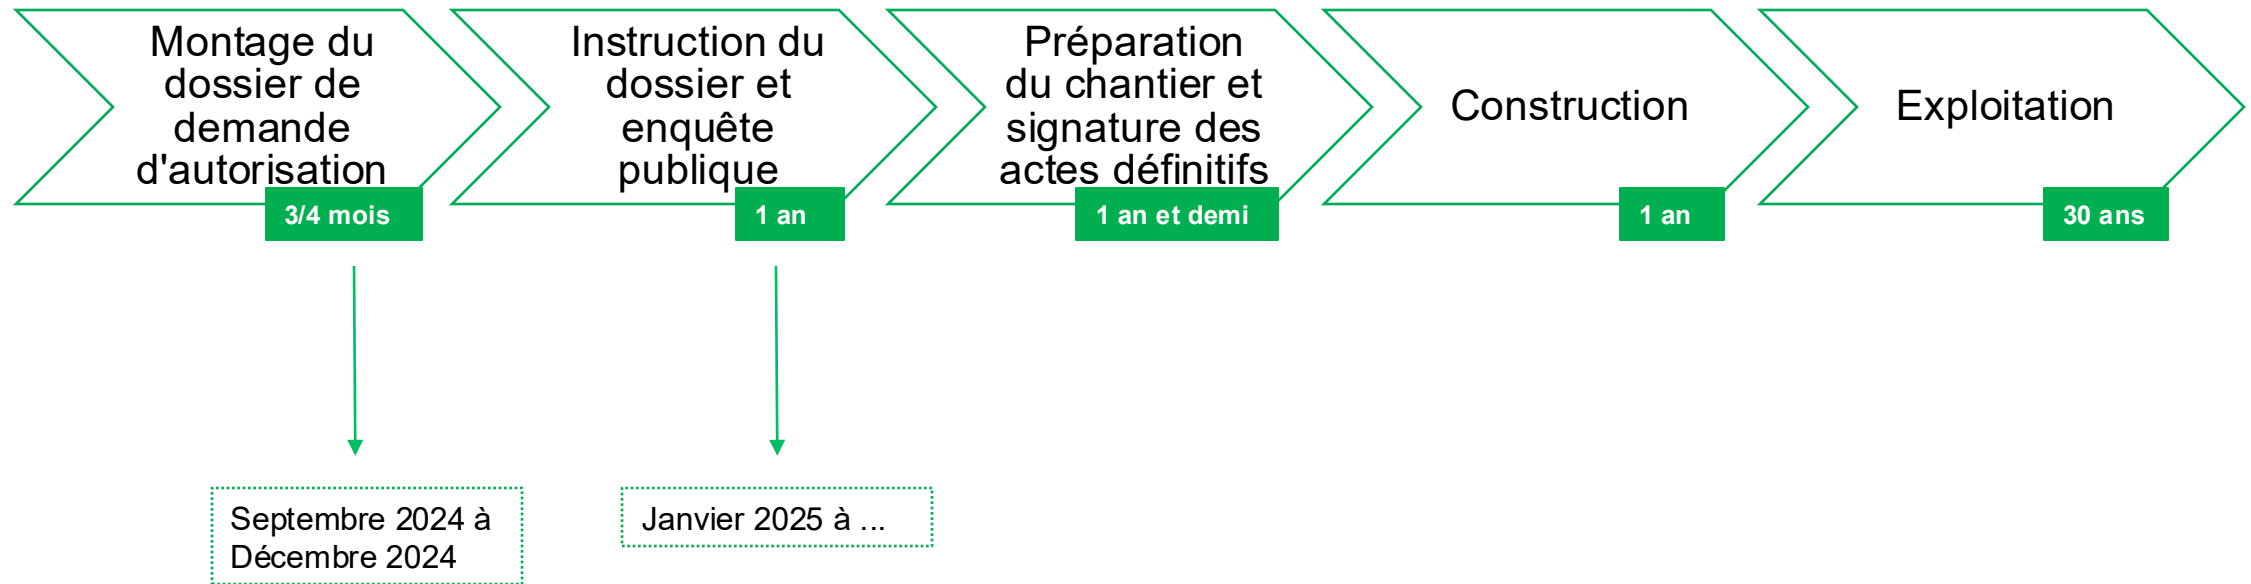 Montage du
dossier de
demande
d'autorisation
3/4 mois
Instruction du
dossier et
enquête
publique
1 an
Préparation
du chantier et
signature des
actes définitifs
1 an et demi
Construction
1 an
Exploitation
30 ans
Septembre 2024 à
Décembre 2024
Janvier 2025 à ...